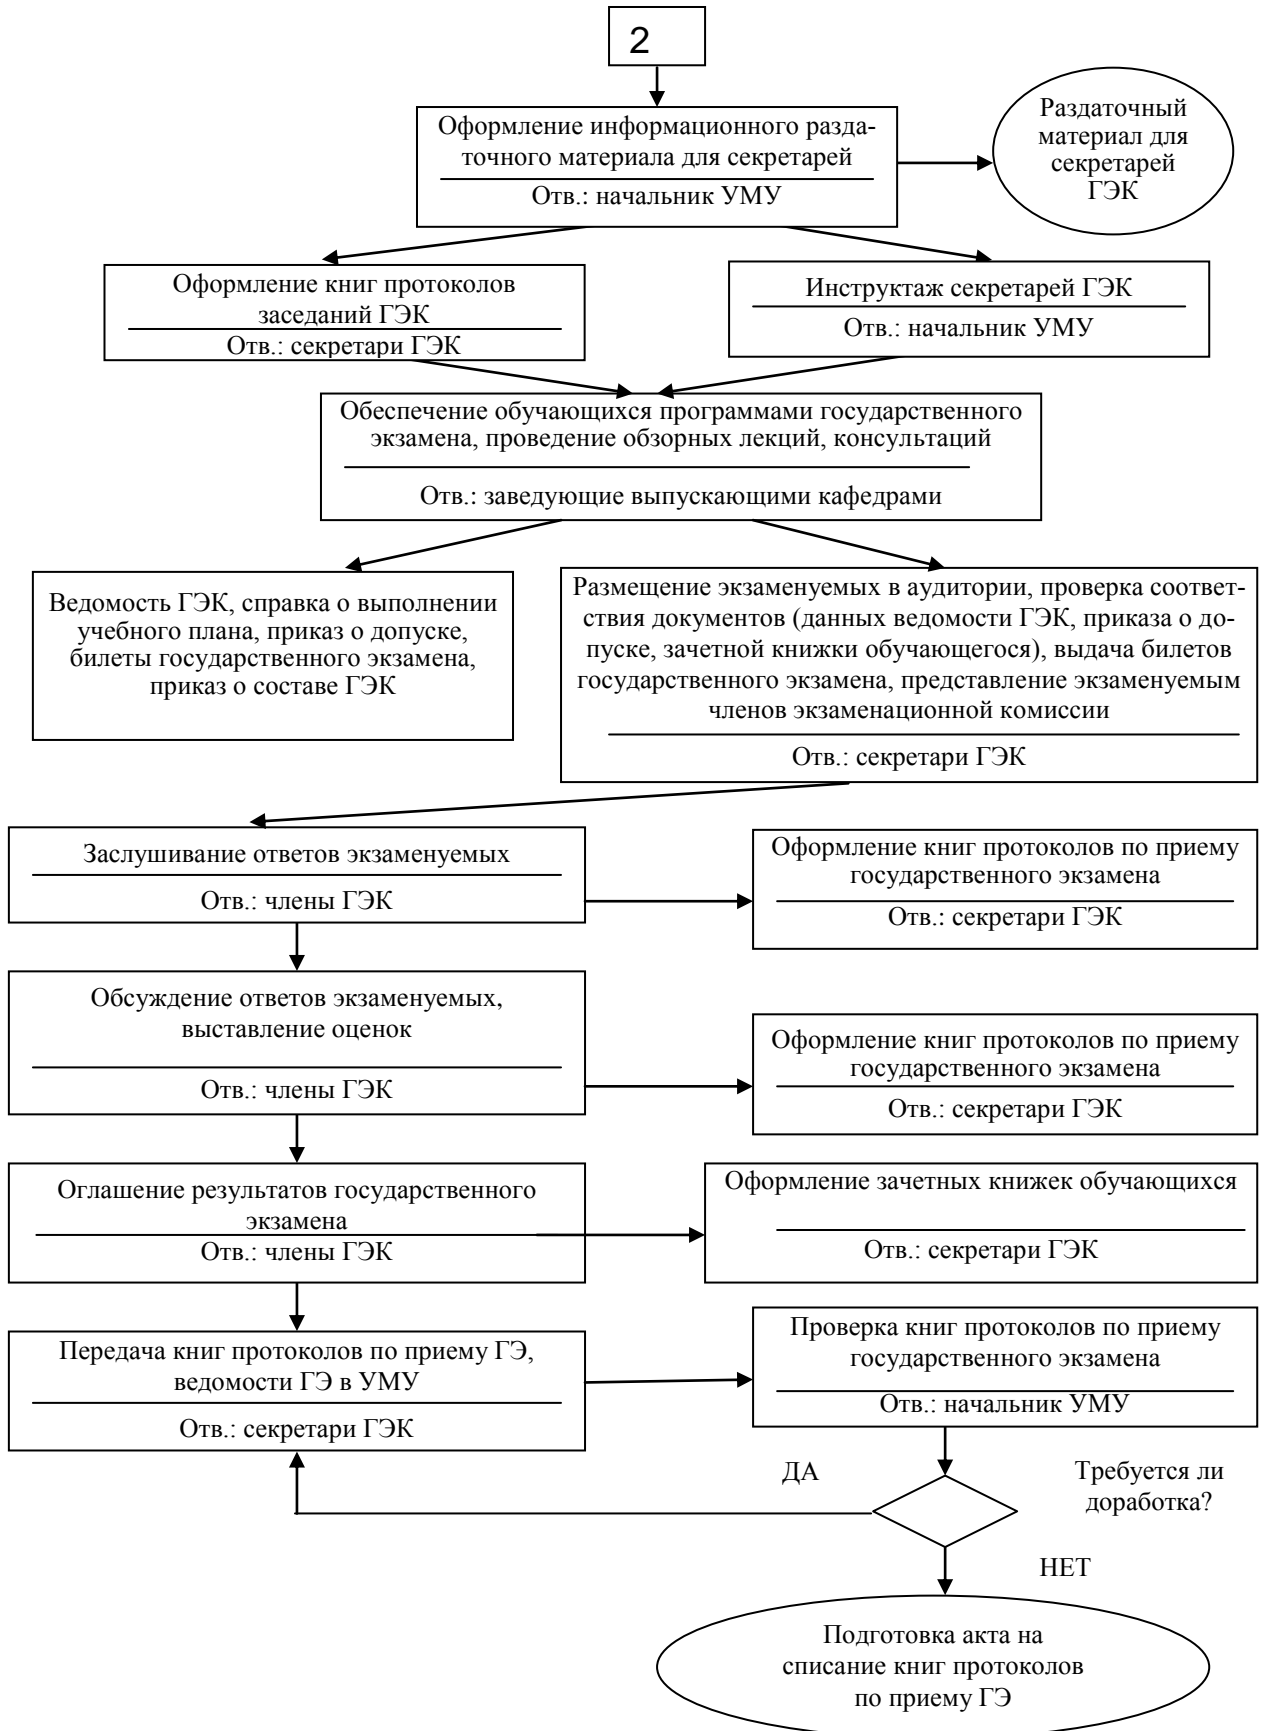 2
Оформление информационного разда-
точного материала для секретарей
Отв.: начальник УМУ
Раздаточный
материал для
секретарей
ГЭК
Оформление книг протоколов
заседаний ГЭК
Отв.: секретари ГЭК
Инструктаж секретарей ГЭК
Отв.: начальник УМУ
Обеспечение обучающихся программами государственного
экзамена, проведение обзорных лекций, консультаций
Отв.: заведующие выпускающими кафедрами
Ведомость ГЭК, справка о выполнении
учебного плана, приказ о допуске,
билеты государственного экзамена,
приказ о составе ГЭК
Размещение экзаменуемых в аудитории, проверка соответ-
ствия документов (данных ведомости ГЭК, приказа о до-
пуске, зачетной книжки обучающегося), выдача билетов
государственного экзамена, представление экзаменуемым
членов экзаменационной комиссии
Отв.: секретари ГЭК
Заслушивание ответов экзаменуемых
Отв.: члены ГЭК
Оформление книг протоколов по приему
государственного экзамена
Отв.: секретари ГЭК
Обсуждение ответов экзаменуемых,
выставление оценок
Отв.: члены ГЭК
Оформление книг протоколов по приему
государственного экзамена
Отв.: секретари ГЭК
Оглашение результатов государственного
экзамена
Отв.: члены ГЭК
Оформление зачетных книжек обучающихся
Отв.: секретари ГЭК
Передача книг протоколов по приему ГЭ,
ведомости ГЭ в УМУ
Отв.: секретари ГЭК
Проверка книг протоколов по приему
государственного экзамена
Отв.: начальник УМУ
ДА
Требуется ли
доработка?
НЕТ
Подготовка акта на
списание книг протоколов
по приему ГЭ